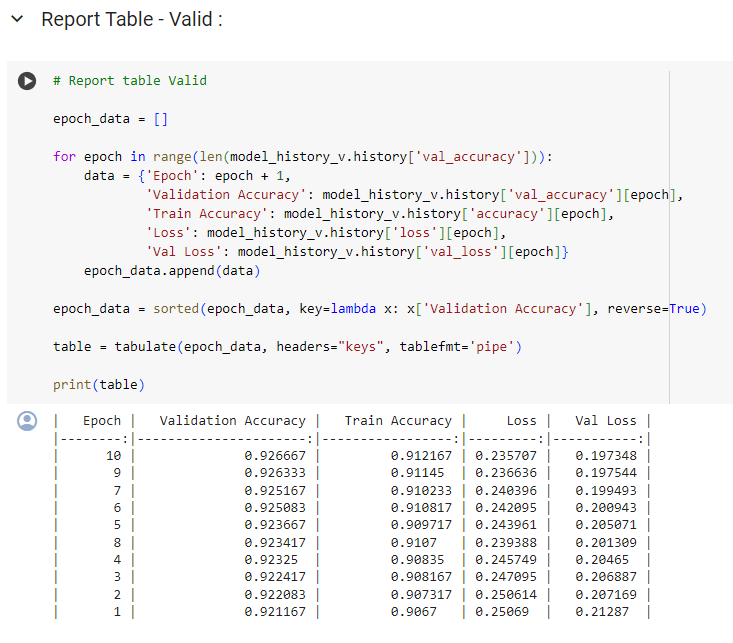 Report Table - Valid :
# Report table Valid
epoch_data = []
for epoch in range(len(model_history_v.history['val_accuracy'])):
    data = {'Epoch': epoch + 1,
            'Validation Accuracy': model_history_v.history['val_accuracy'][epoch],
            'Train Accuracy': model_history_v.history['accuracy'][epoch],
            'Loss': model_history_v.history['loss'][epoch],
            'Val Loss': model_history_v.history['val_loss'][epoch]}
    epoch_data.append(data)
epoch_data = sorted(epoch_data, key=lambda x: x['Validation Accuracy'], reverse=True)
table = tabulate(epoch_data, headers="keys", tablefmt='pipe')
print(table)
|   Epoch |   Validation Accuracy |   Train Accuracy |     Loss |   Val Loss |
|--------:|----------------------:|-----------------:|---------:|-----------:|
|      10 |              0.926667 |         0.912167 | 0.235707 |   0.197348 |
|       9 |              0.926333 |         0.91145  | 0.236636 |   0.197544 |
|       7 |              0.925167 |         0.910233 | 0.240396 |   0.199493 |
|       6 |              0.925083 |         0.910817 | 0.242095 |   0.200943 |
|       5 |              0.923667 |         0.909717 | 0.243961 |   0.205071 |
|       8 |              0.923417 |         0.9107   | 0.239388 |   0.201309 |
|       4 |              0.92325  |         0.90835  | 0.245749 |   0.20465  |
|       3 |              0.922417 |         0.908167 | 0.247095 |   0.206887 |
|       2 |              0.922083 |         0.907317 | 0.250614 |   0.207169 |
|       1 |              0.921167 |         0.9067   | 0.25069  |   0.21287  |